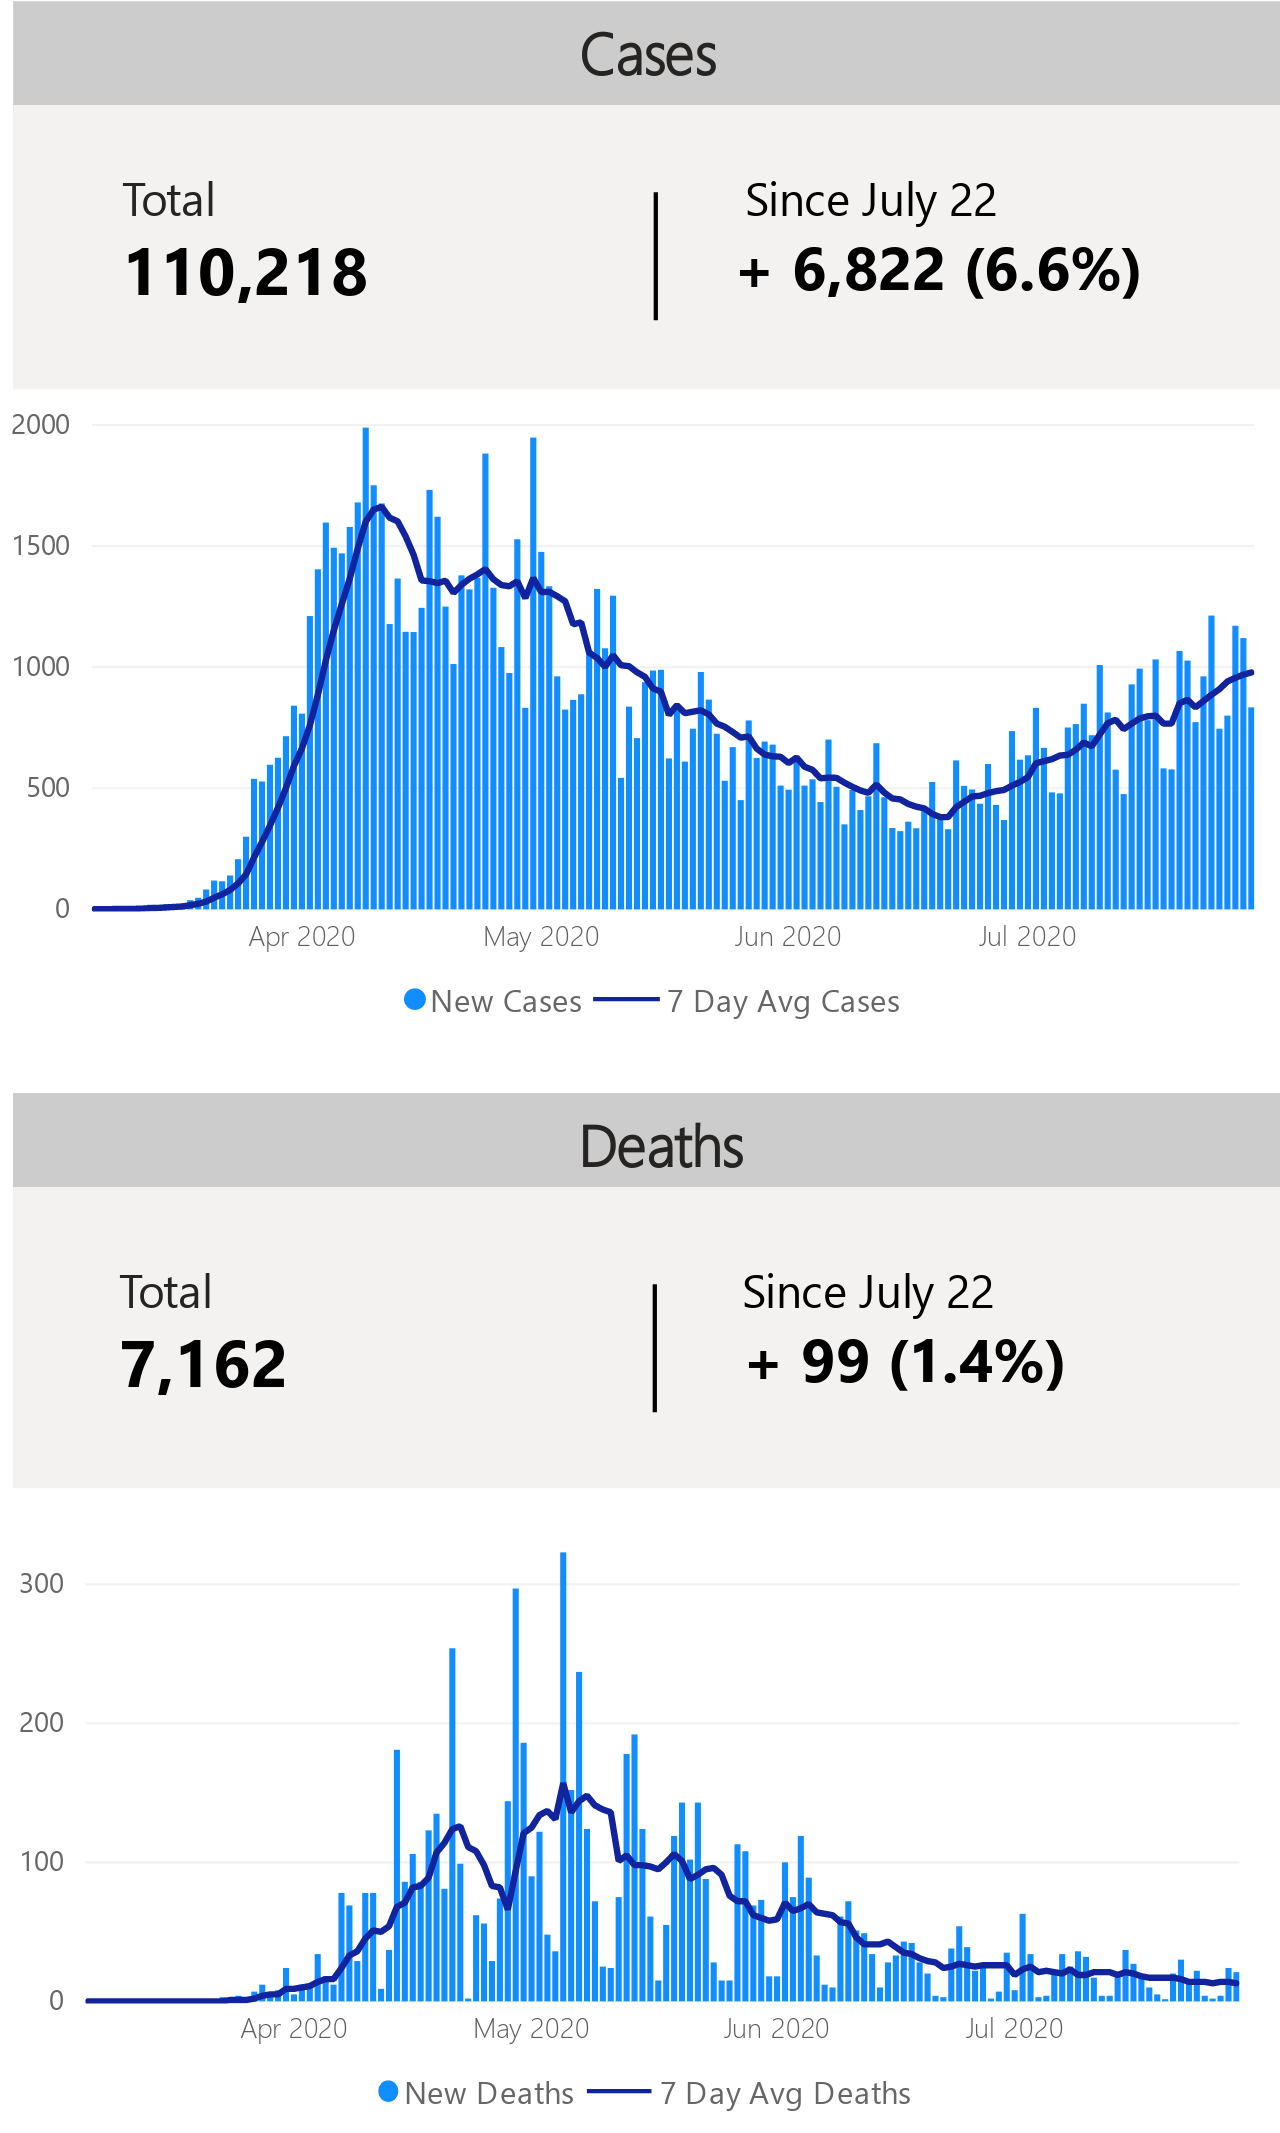 Cases
Total
Since July 22
110,218
+ 6,822 (6.6%)
2000
1500
1000
500
0
Apr 2020
May 2020
Jun 2020
Jul 2020
New Cases
7 Day Avg Cases
Deaths
Total
Since July 22
7,162
+ 99 (1.4%)
300
200
100
0
Apr 2020
May 2020
Jun 2020
Jul 2020
New Deaths
7 Day Avg Deaths